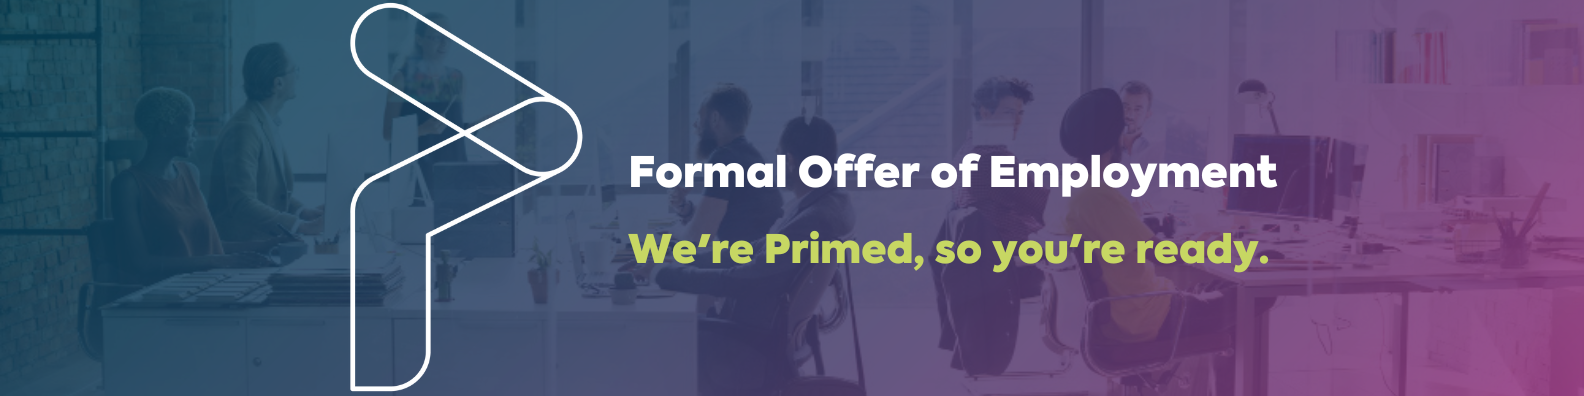 Formal Offer of Employment
We’re Primed, so you’re ready.